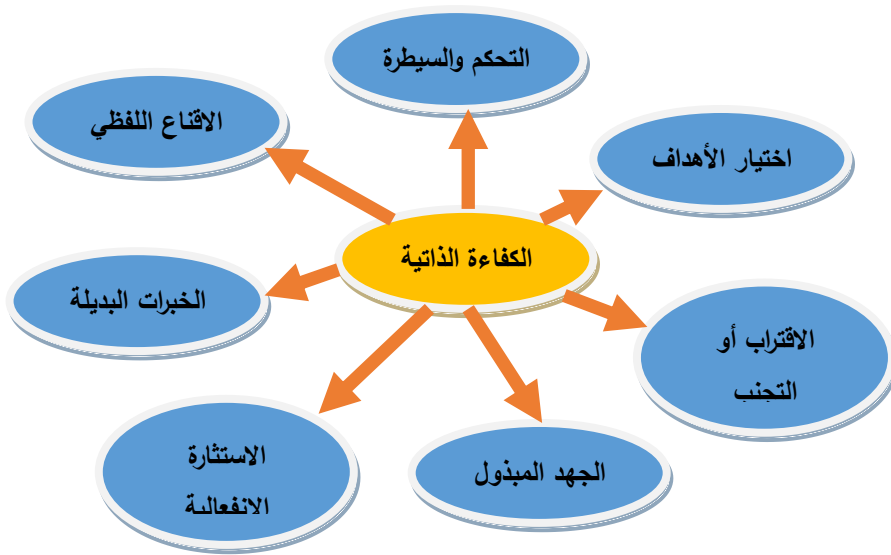 التحكم والسيطرة
الاقناع اللفظي
اختيار الأهداف
الكفاءة الذاتية
الخبرات البديلة
الاقتراب أو
التجنب
الاستثارة
الانفعالية
الجهد المبذول